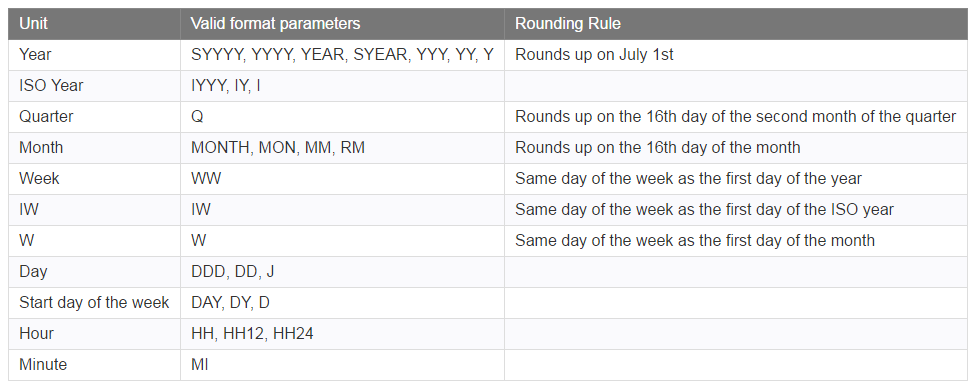 Unit Valid format parameters Rounding Rule
Year SYYYY, YYYY, YEAR, SYEAR, YYY, YY, Y Rounds up on July 1st
ISO Year IYYY, IY, I
Quarter Q Rounds up on the 16th day of the second month of the quarter
Month MONTH, MON, MM, RM Rounds up on the 16th day of the month
Week WW Same day of the week as the first day of the year
IW IW Same day of the week as the first day of the ISO year
W W Same day of the week as the first day of the month
Day DDD, DD, J
Start day of the week DAY, DY, D
Hour HH, HH12, HH24
Minute MI